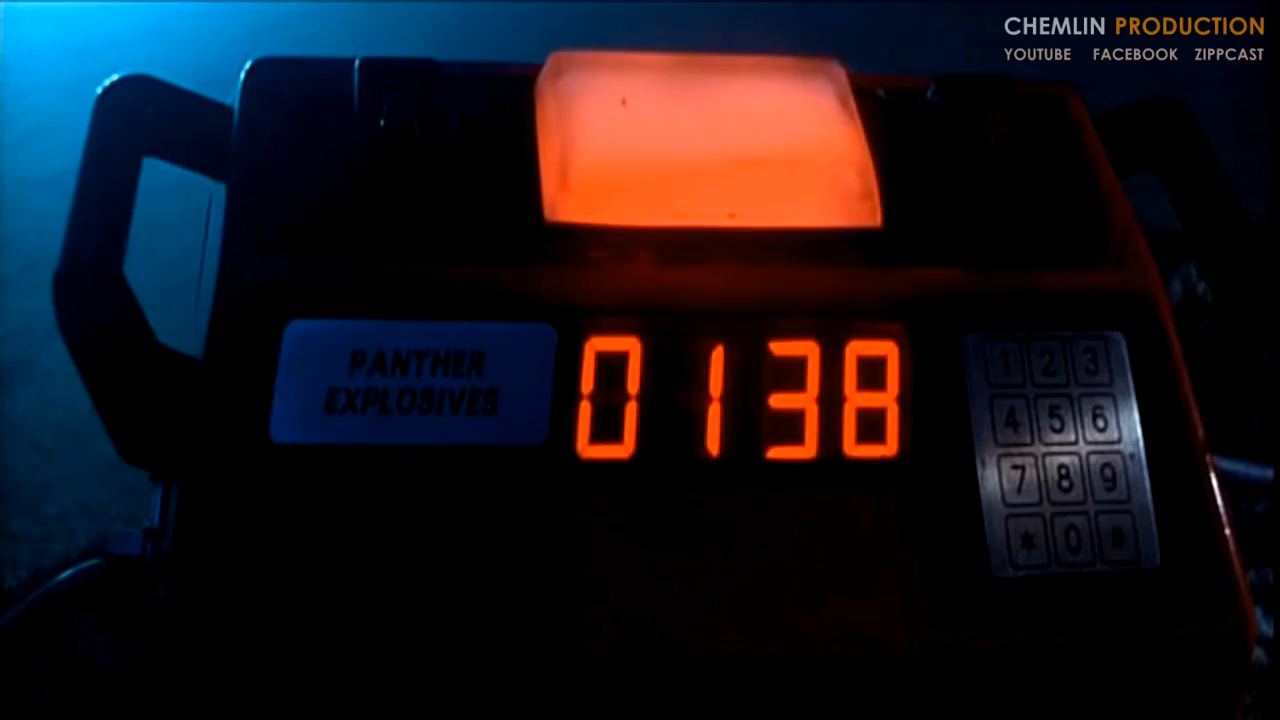 CHEMLIN PRODUCTION
YOUTUBE FACEBOOK ZIPPCAST
PANTHER
EXPLOSIVES
0138
1 2 3
4 5 6
7 8 9
* 0 #